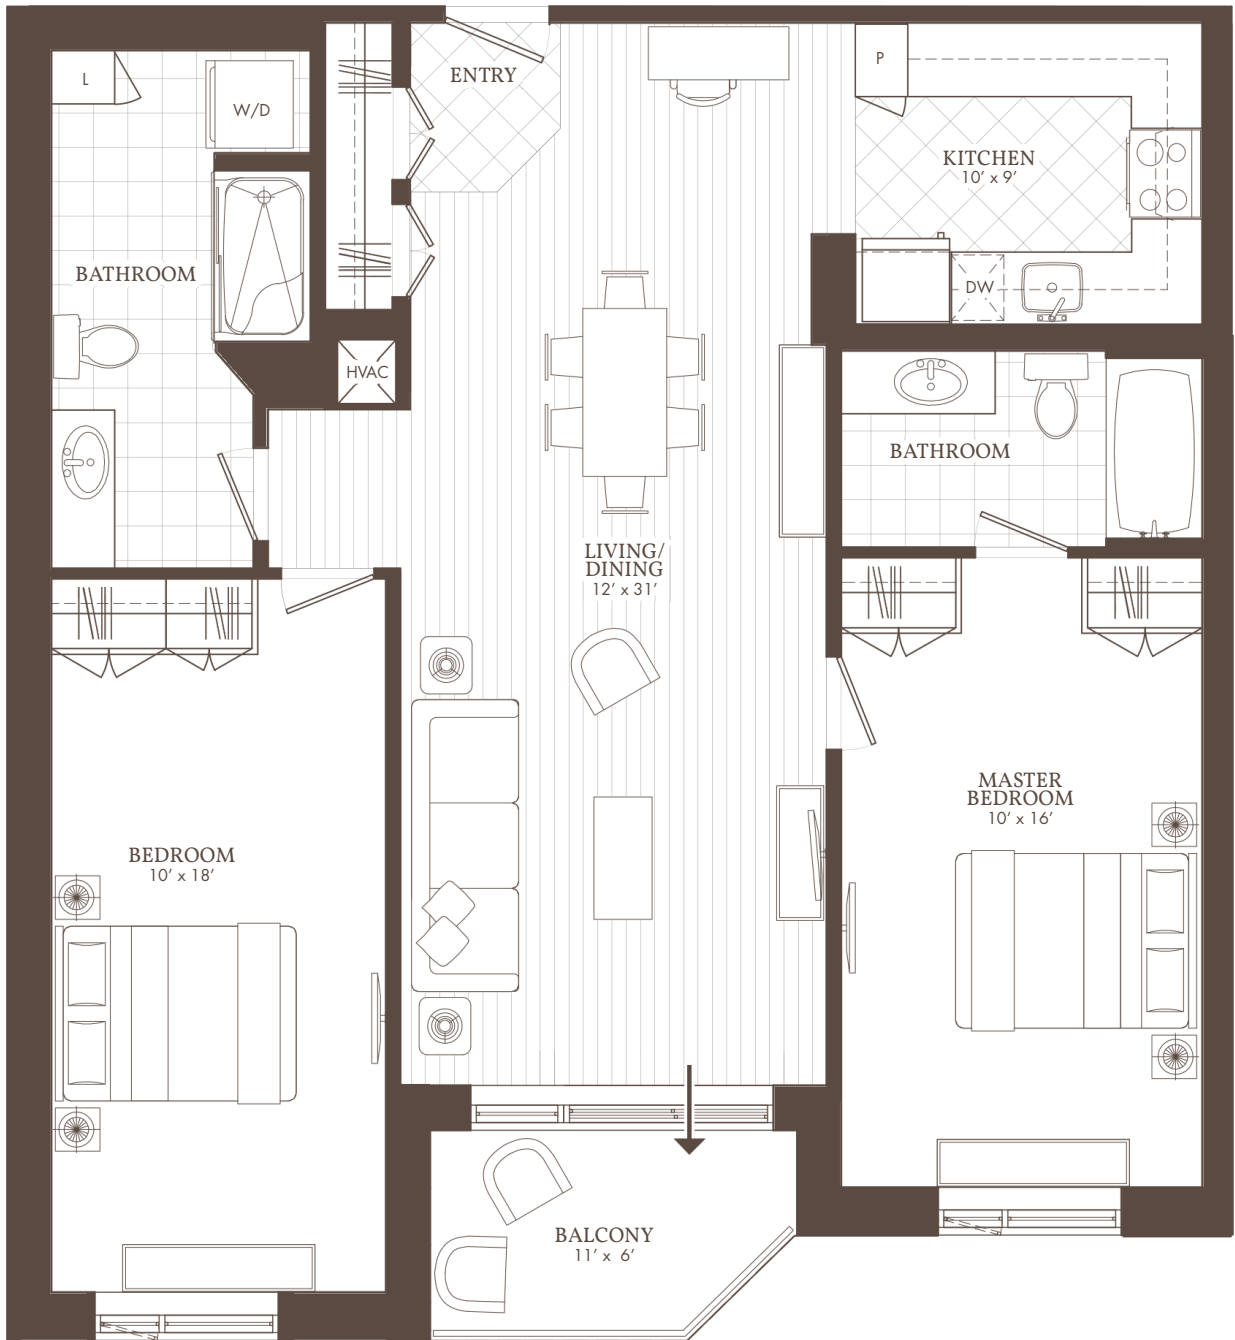 ENTRY
L
W/D
P
KITCHEN
10’ x 9’
BATHROOM
DW
HVAC
BATHROOM
LIVING/
DINING
12’ x 31’
MASTER
BEDROOM
10’ x 16’
BEDROOM
10’ x 18’
BALCONY
11’ x 6’